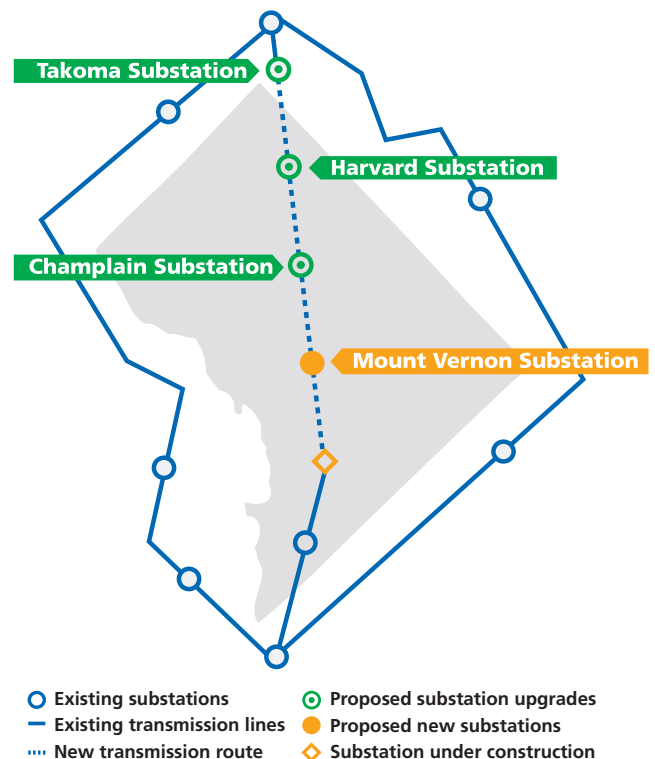 Takoma Substation
Harvard Substation
Champlain Substation
Mount Vernon Substation
Existing substations
Existing transmission lines
New transmission route
Proposed substation upgrades
Proposed new substations
Substation under construction